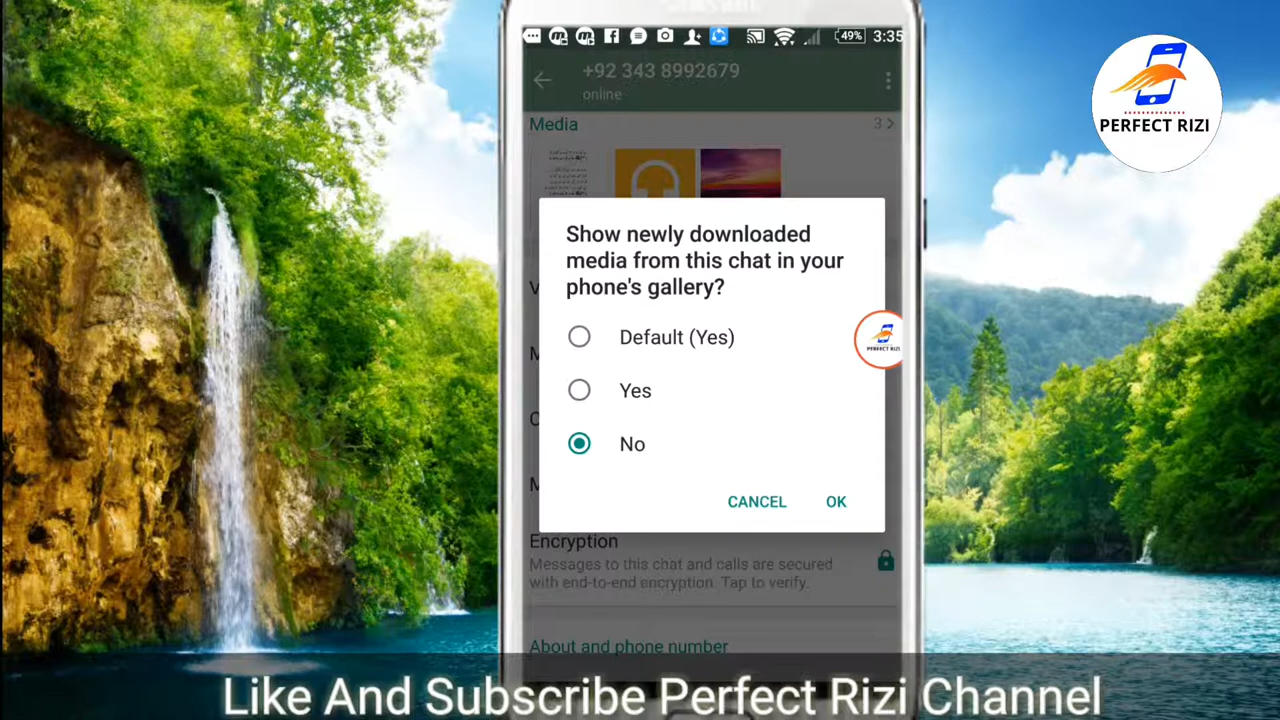 49%
3:35
+92 343 8992679
online
Media
3
Show newly downloaded
media from this chat in your
phone's gallery?
Default (Yes)
Yes
No
CANCEL
OK
Encryption
Messages to this chat and calls are secured
with end-to-end encryption. Tap to verify.
About and phone number
PERFECT RIZI
PERFECT RIZI
Like And Subscribe Perfect Rizi Channel